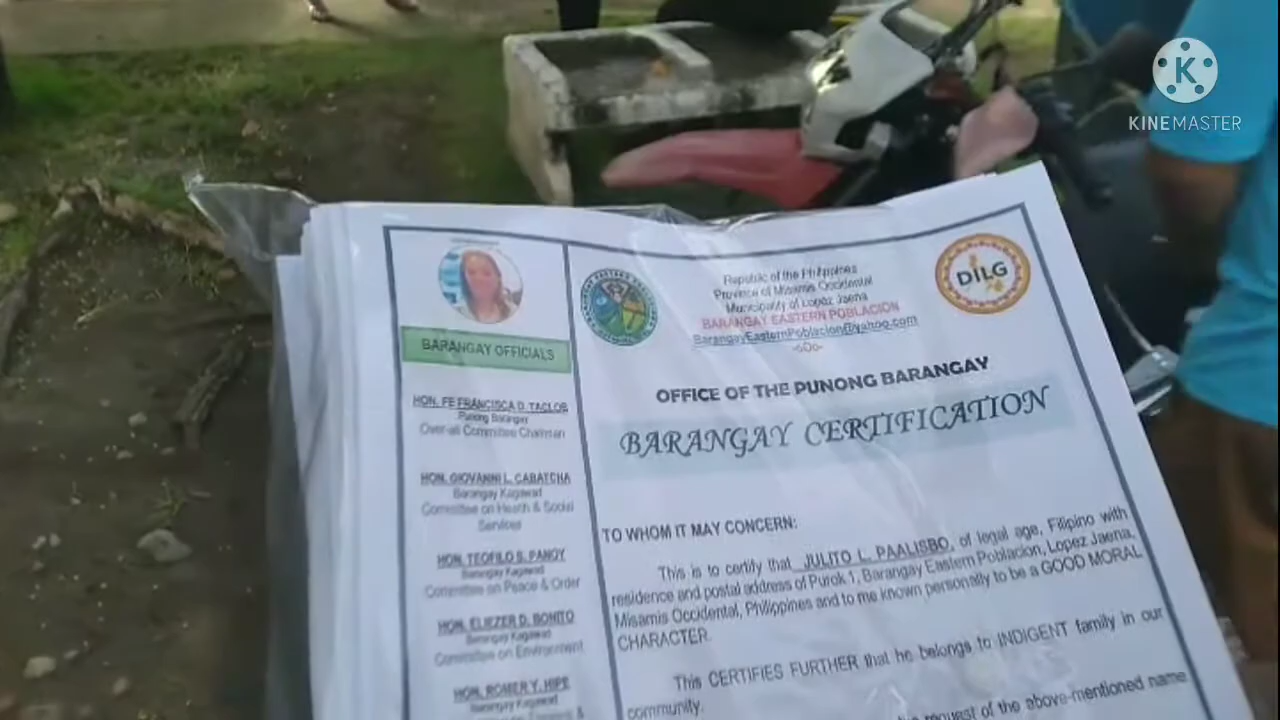 KINEMASTER
BARANGAY OFFICIALS
HON. FE FRANCISCA D. TACLOB
Punong Barangay
Over-all Committee Chairman
HON. GIOVANNI L. CABATCHA
Barangay Kagawad
Committee on Health & Social
Services
HON. TEOFILO S. PANOY
Barangay Kagawad
Committee on Peace & Order
HON. ELIEZER D. BONITO
Barangay Kagawad
Committee on Environment
HON. ROMER Y. HIPE
Barangay Kagawad
Republic of the Philippines
Province of Misamis Occidental
Municipality of Lopez Jaena
BARANGAY EASTERN POBLACION
BarangayEasternPoblacion@yahoo.com
-oOo-
DILG
OFFICE OF THE PUNONG BARANGAY
BARANGAY CERTIFICATION
TO WHOM IT MAY CONCERN:
This is to certify that JULITO L. PAALISBO, of legal age, Filipino with
residence and postal address of Purok 1, Barangay Eastern Poblacion, Lopez Jaena,
Misamis Occidental, Philippines and to me known personally to be a GOOD MORAL
CHARACTER.
This CERTIFIES FURTHER that he belongs to INDIGENT family in our
community.
request of the above-mentioned name